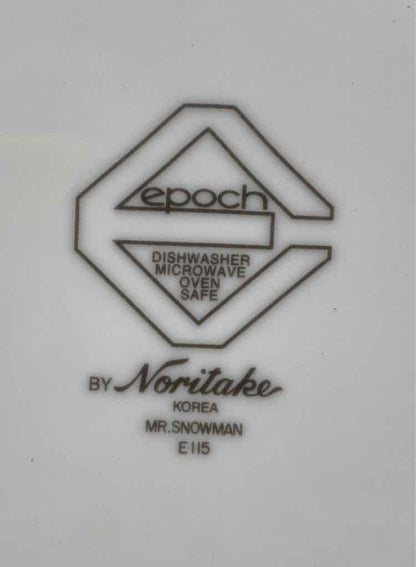 epoch
DISHWASHER
MICROWAVE
OVEN
SAFE
BY Noritake
KOREA
MR.SNOWMAN
E115